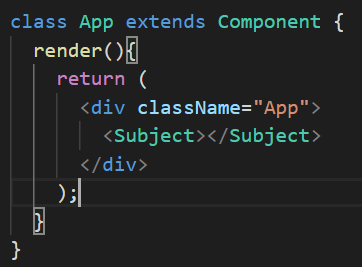 class App extends Component {
  render(){
    return (
      <div className="App">
        <Subject></Subject>
      </div>
    );
  }
}